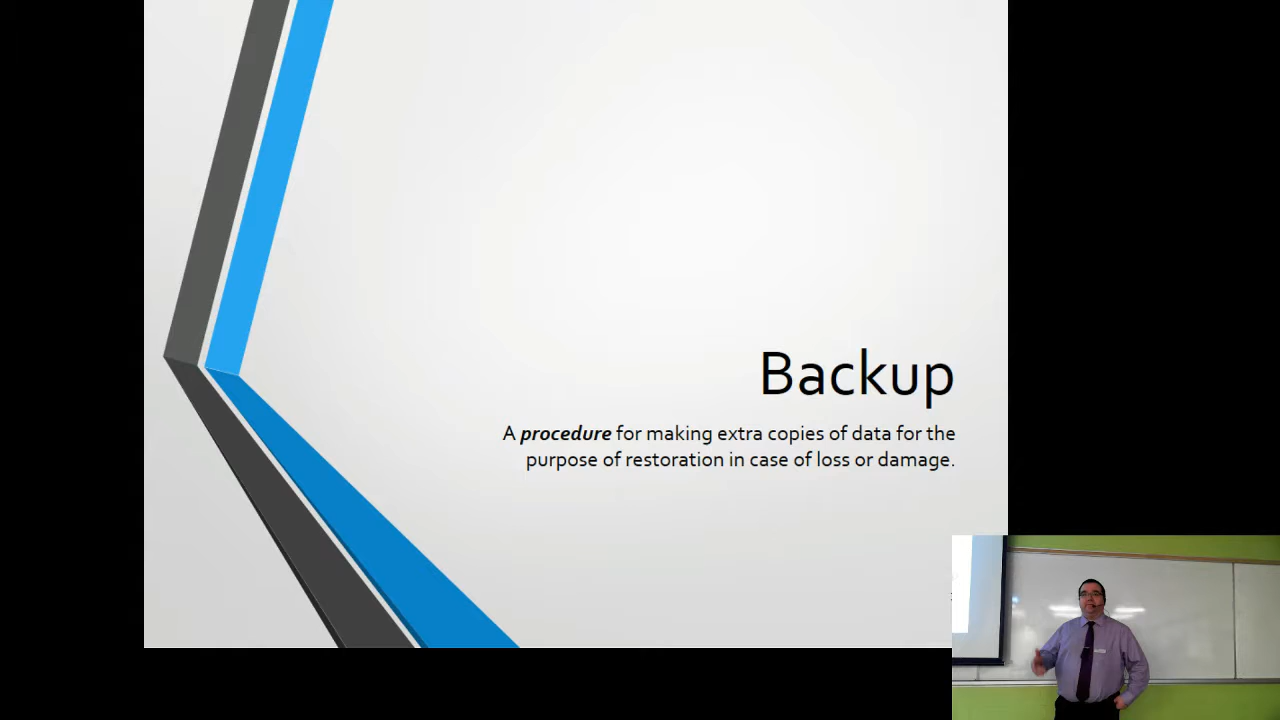 Backup
A procedure for making extra copies of data for the
purpose of restoration in case of loss or damage.